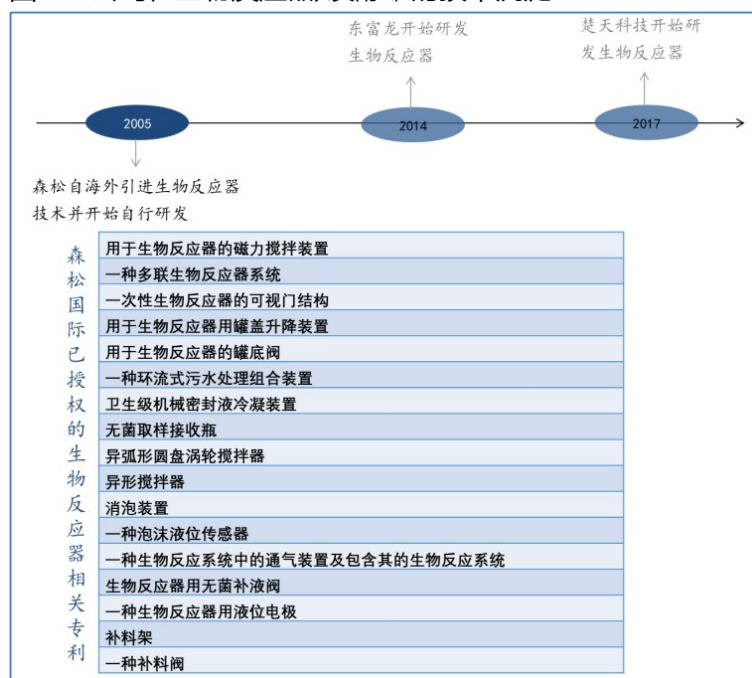 东富龙开始研发
生物反应器
楚天科技开始研
发生物反应器
2005
2014
2017
森松自海外引进生物反应器
技术并开始自行研发
森松国际已授权的生物反应器相关专利
用于生物反应器的磁力搅拌装置
一种多联生物反应器系统
一次性生物反应器的可视门结构
用于生物反应器用罐盖升降装置
用于生物反应器的罐底阀
一种环流式污水处理组合装置
卫生级机械密封液冷凝装置
无菌取样接收瓶
异弧形圆盘涡轮搅拌器
异形搅拌器
消泡装置
一种泡沫液位传感器
一种生物反应系统中的通气装置及包含其的生物反应系统
生物反应器用无菌补液阀
一种生物反应器用液位电极
补料架
一种补料阀